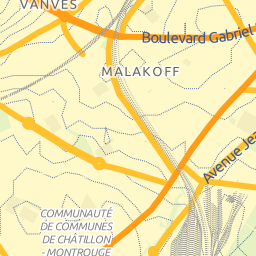 VANVES
Boulevard Gabriel
MALAKOFF
Avenue Jea
COMMUNAUTÉ
DE COMMUNES
DE CHÂTILLON
- MONTROUGE